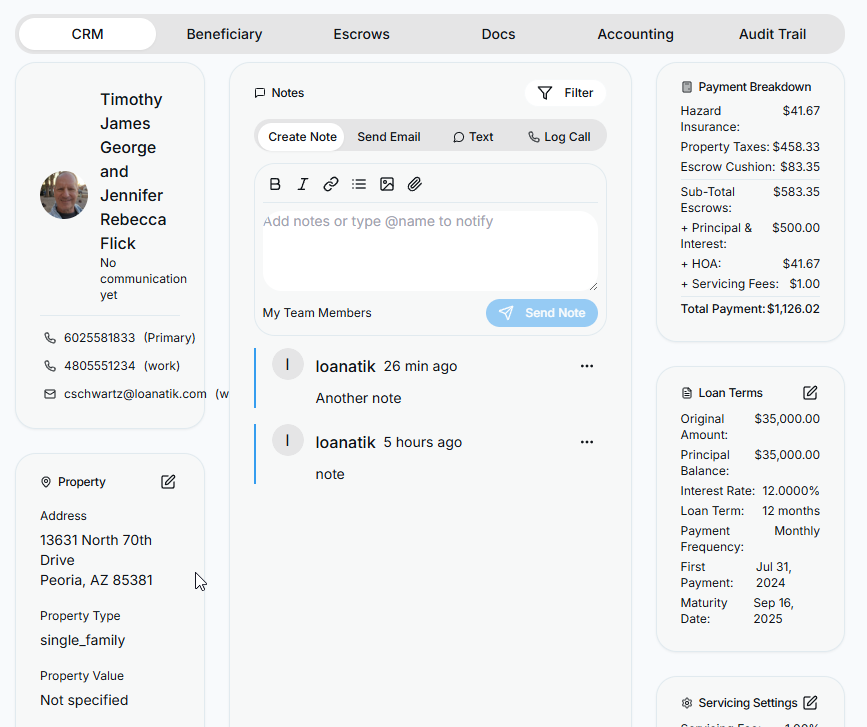 CRM Beneficiary Escrows Docs Accounting Audit Trail
Timothy
James
George
and
Jennifer
Rebecca
Flick
No
communication
yet
6025581833 (Primary)
4805551234 (work)
cschwartz@loanatik.com (w
Property
Address
13631 North 70th
Drive
Peoria, AZ 85381
Property Type
single_family
Property Value
Not specified
Notes
Filter
Create Note Send Email Text Log Call
Add notes or type @name to notify
My Team Members
Send Note
l loanatik 26 min ago
Another note
l loanatik 5 hours ago
note
Payment Breakdown
Hazard $41.67
Insurance:
Property Taxes: $458.33
Escrow Cushion: $83.35
Sub-Total $583.35
Escrows:
+ Principal & $500.00
Interest:
+ HOA: $41.67
+ Servicing Fees: $1.00
Total Payment: $1,126.02
Loan Terms
Original $35,000.00
Amount:
Principal $35,000.00
Balance:
Interest Rate: 12.0000%
Loan Term: 12 months
Payment Monthly
Frequency:
First Jul 31,
Payment: 2024
Maturity Sep 16,
Date: 2025
Servicing Settings
Servicing Fee: 1.00%